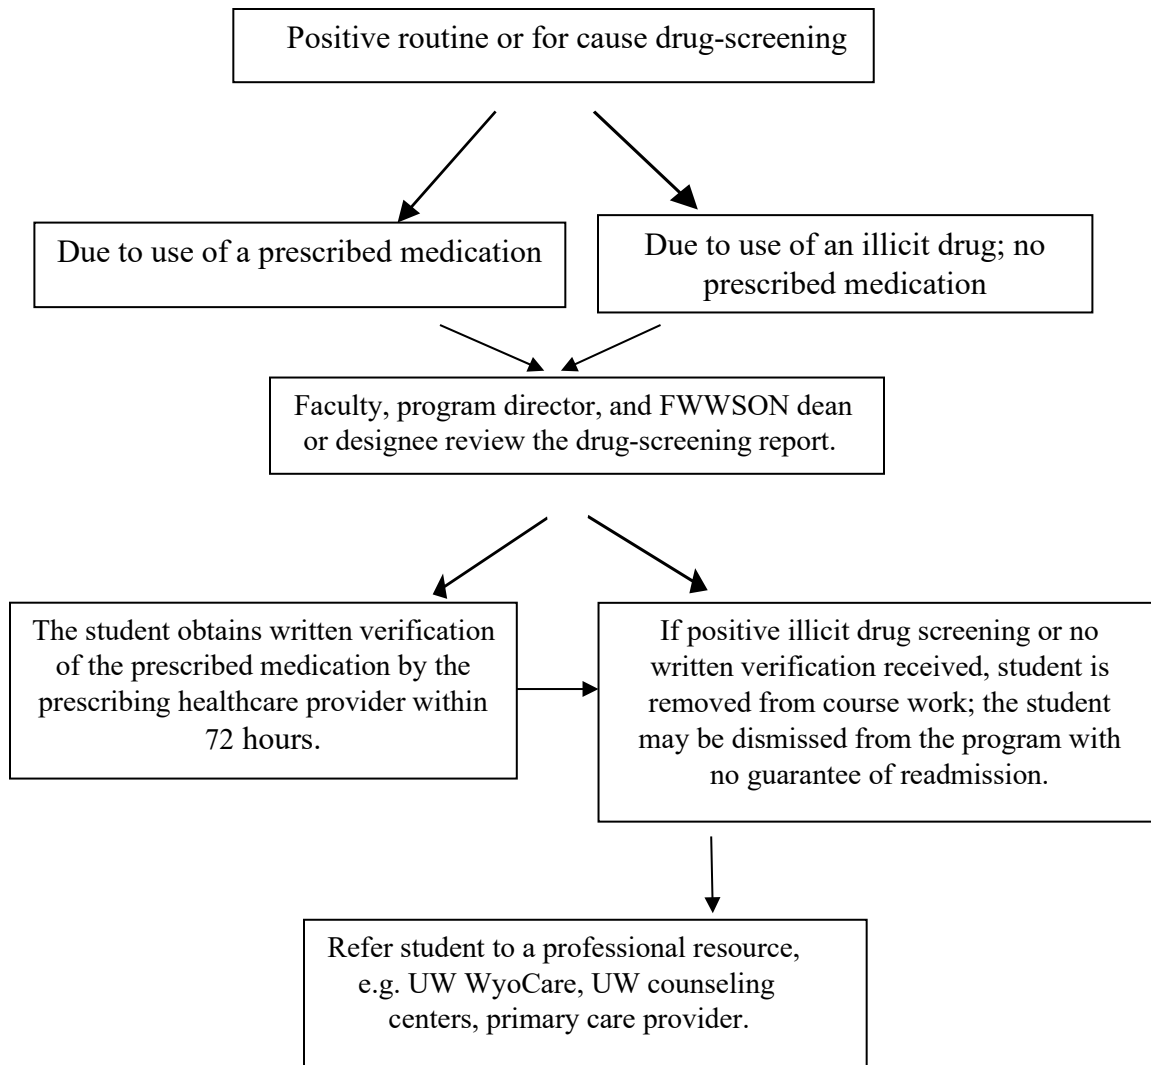 Positive routine or for cause drug-screening
Due to use of a prescribed medication
Due to use of an illicit drug; no
prescribed medication
Faculty, program director, and FWWSON dean
or designee review the drug-screening report.
The student obtains written verification
of the prescribed medication by the
prescribing healthcare provider within
72 hours.
If positive illicit drug screening or no
written verification received, student is
removed from course work; the student
may be dismissed from the program with
no guarantee of readmission.
Refer student to a professional resource,
e.g. UW WyoCare, UW counseling
centers, primary care provider.